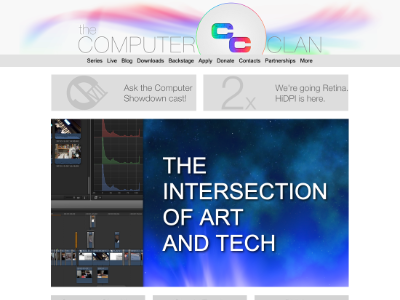 the
COMPUTER CC CLAN
Series Live Blog Downloads Backstage Apply Donate Contacts Partnerships More
Ask the Computer
Showdown cast!
2x
We're going Retina.
HiDPI is here.
THE
INTERSECTION
OF ART
AND TECH